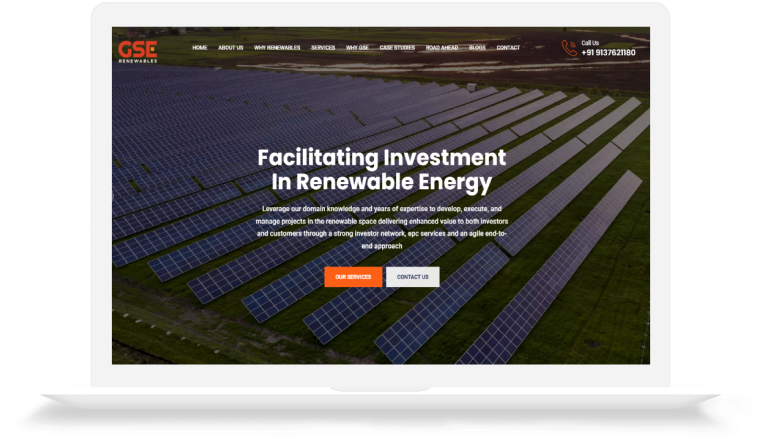 GSE
RENEWABLES
HOME ABOUT US WHY RENEWABLES SERVICES WHY GSE CASE STUDIES ROAD AHEAD BLOGS CONTACT
Call Us
+91 9137621180
Facilitating Investment
In Renewable Energy
Leverage our domain knowledge and years of expertise to develop, execute, and
manage projects in the renewable space delivering enhanced value to both investors
and customers through a strong investor network, epc services and an agile end-to-
end approach
OUR SERVICES CONTACT US